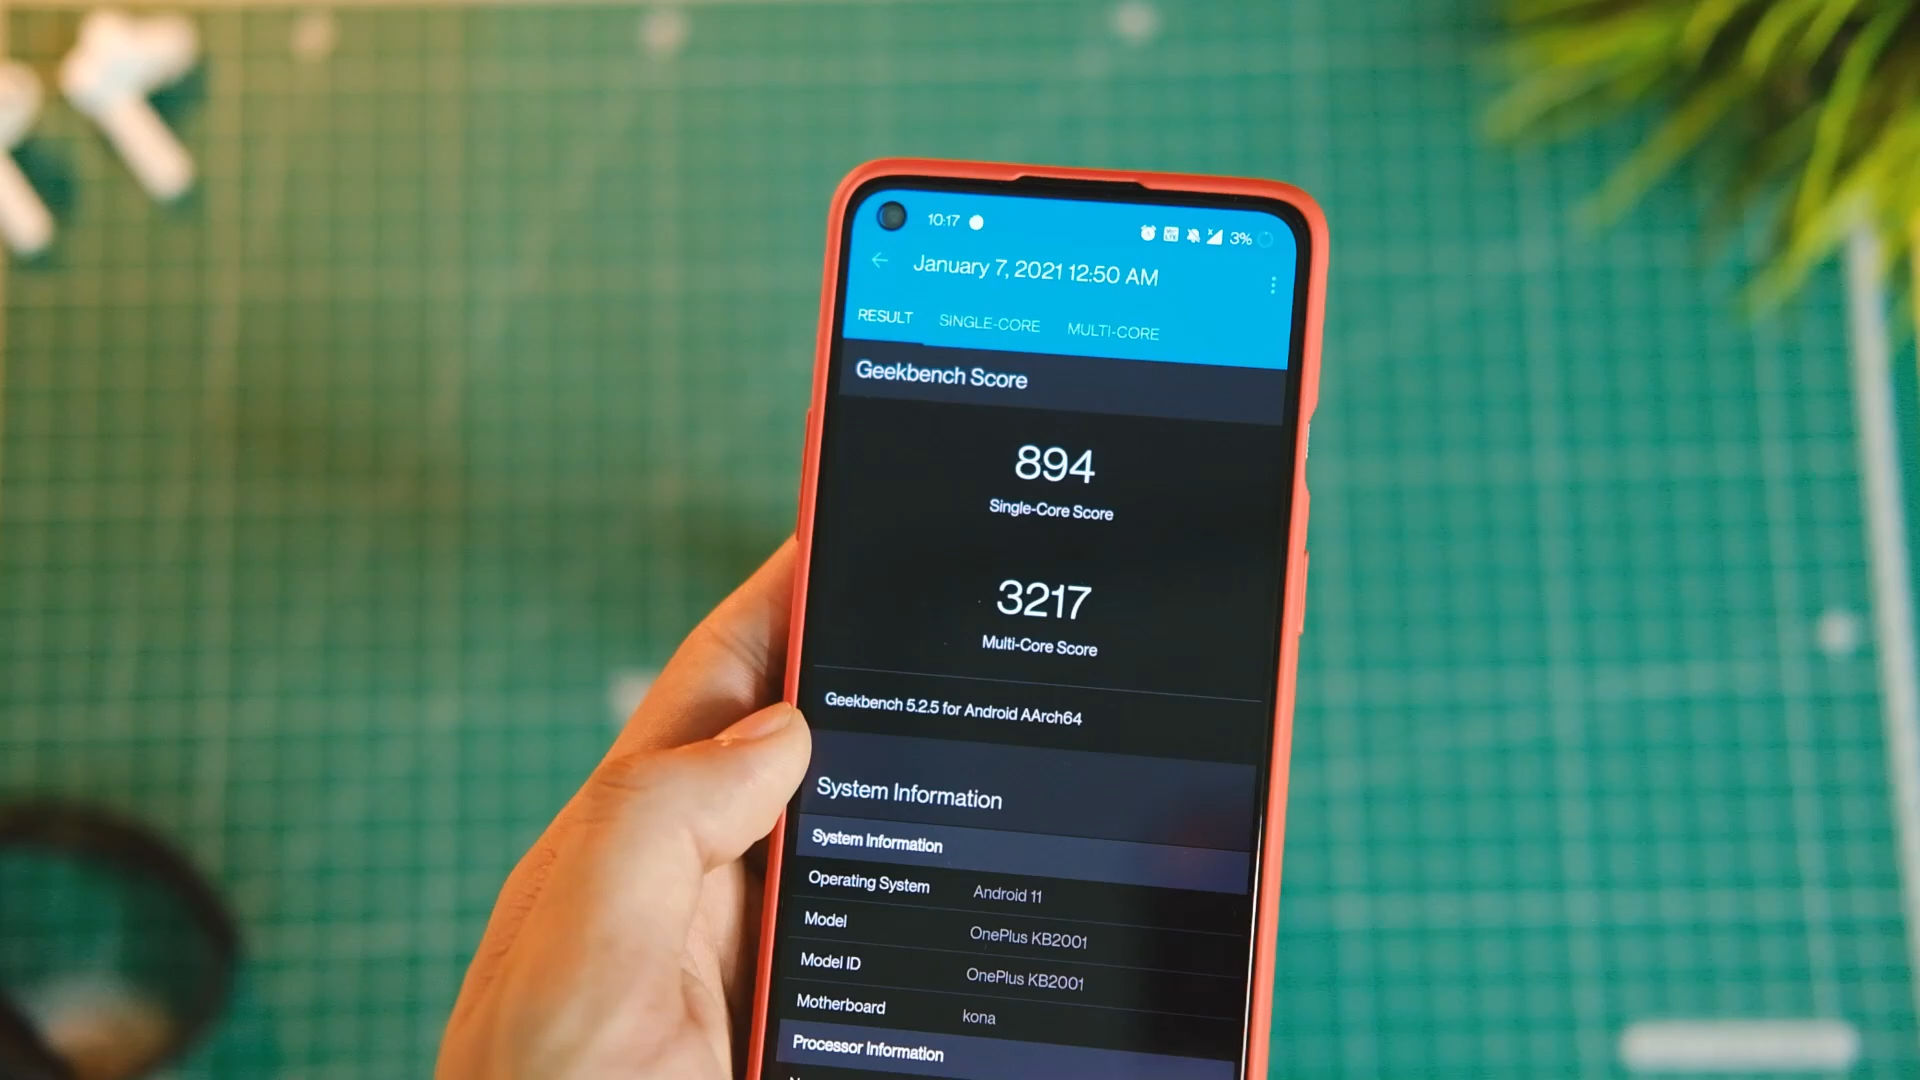 10:17 3%
January 7, 2021 12:50 AM
RESULT SINGLE-CORE MULTI-CORE
Geekbench Score
894
Single-Core Score
3217
Multi-Core Score
Geekbench 5.2.5 for Android AArch64
System Information
System Information
Operating System Android 11
Model OnePlus KB2001
Model ID OnePlus KB2001
Motherboard kona
Processor Information